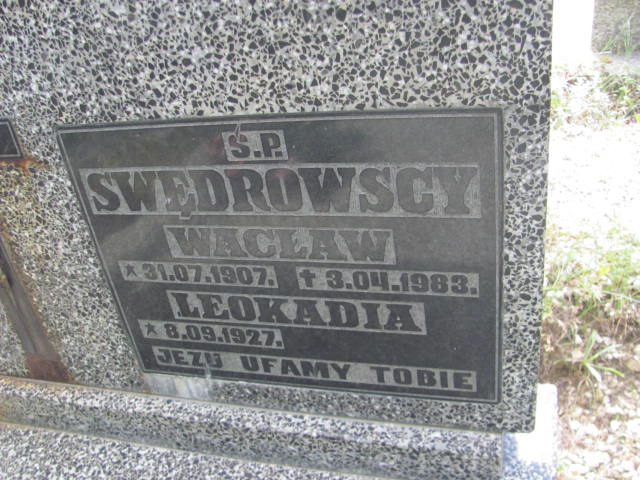 Ś.P.
SWĘDROWSCY
WACŁAW
* 31.07.1907. ✝ 3.04.1983.
LEOKADIA
* 8.09.1927.
JEZU UFAMY TOBIE